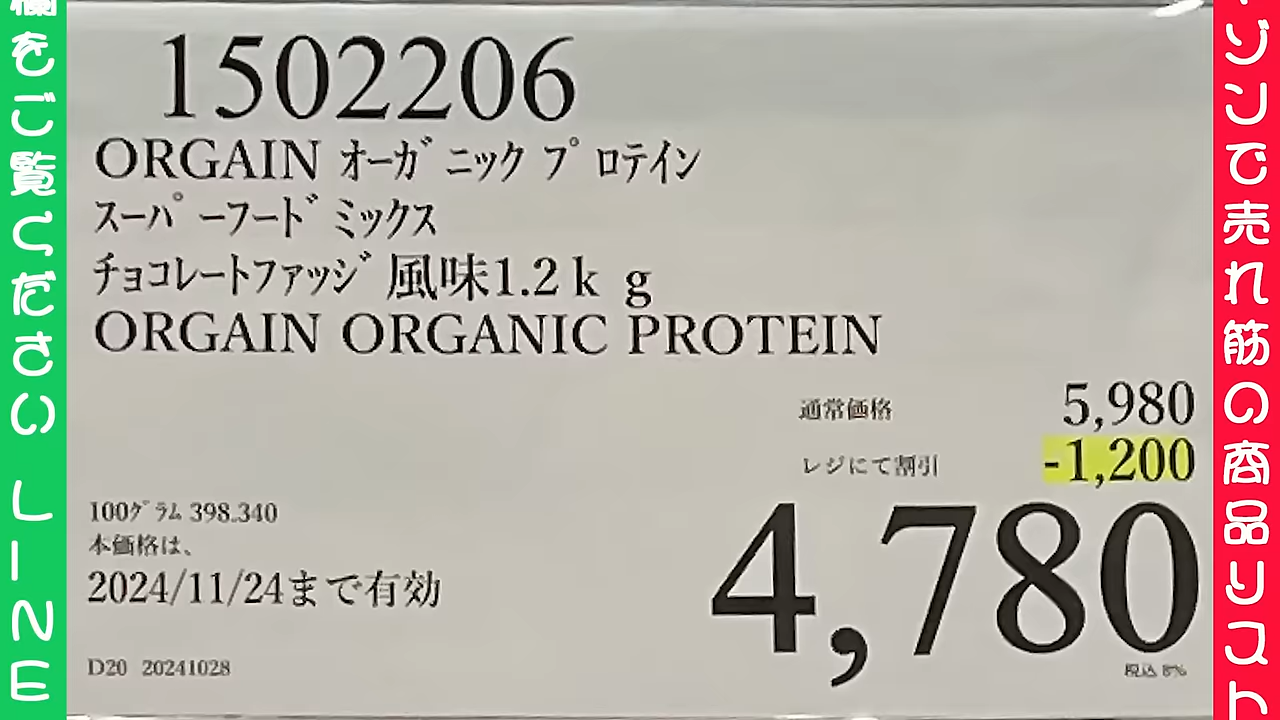 欄をご覧ください LINE
1502206
ORGAIN オーガニック プロテイン
スーパーフードミックス
チョコレートファッジ風味1.2kg
ORGAIN ORGANIC PROTEIN
通常価格 5,980
レジにて割引 -1,200
4,780
税込 8%
100グラム 398.340
本価格は、
2024/11/24まで有効
D20 20241028
ゾンで売れ筋の商品リスト